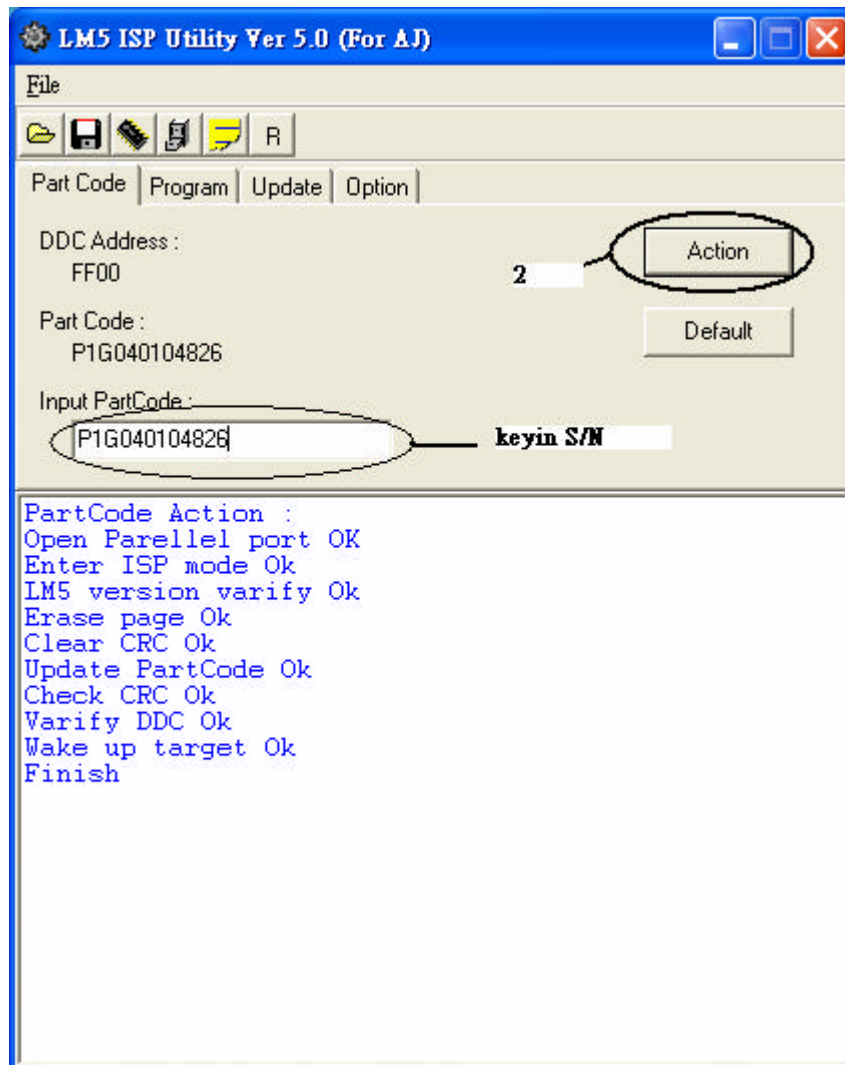 LM5 ISP Utility Ver 5.0 (For AJ)
File
R
Part Code Program Update Option
DDC Address :
FF00
2
Action
Part Code :
P1G040104826
Default
Input PartCode :
P1G040104826
keyin S/N
PartCode Action :
Open Parellel port OK
Enter ISP mode Ok
LM5 version varify Ok
Erase page Ok
Clear CRC Ok
Update PartCode Ok
Check CRC Ok
Varify DDC Ok
Wake up target Ok
Finish